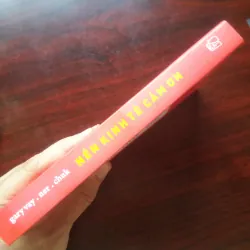 gary vay . ner . chuk
NỀN KINH TẾ CẢM ƠN